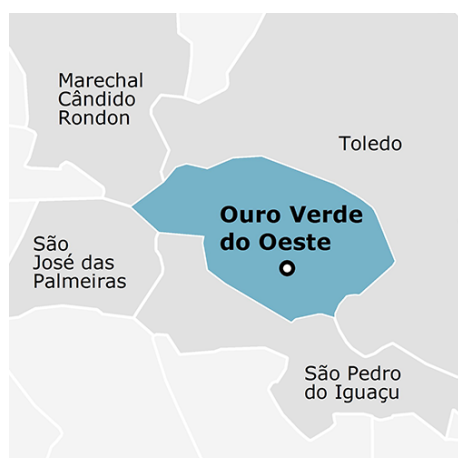 Marechal
Cândido
Rondon
Toledo
Ouro Verde
do Oeste
São
José das
Palmeiras
São Pedro
do Iguaçu